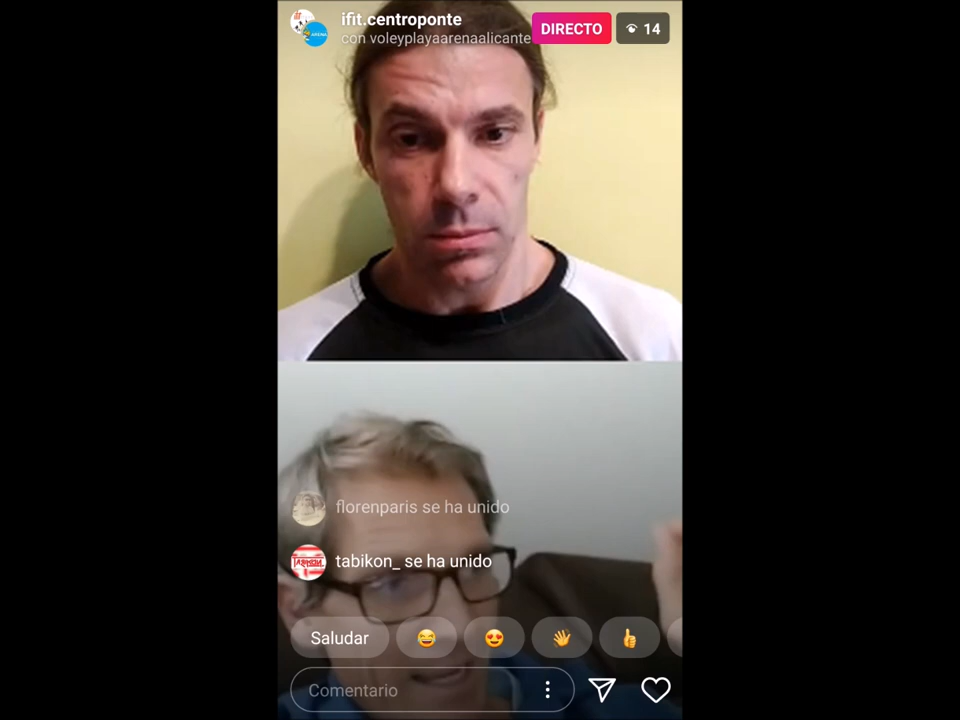 ifit.centroponte
con voleyplayaarenaalicante
DIRECTO
14
florenparis se ha unido
tabikon_ se ha unido
Saludar
Comentario